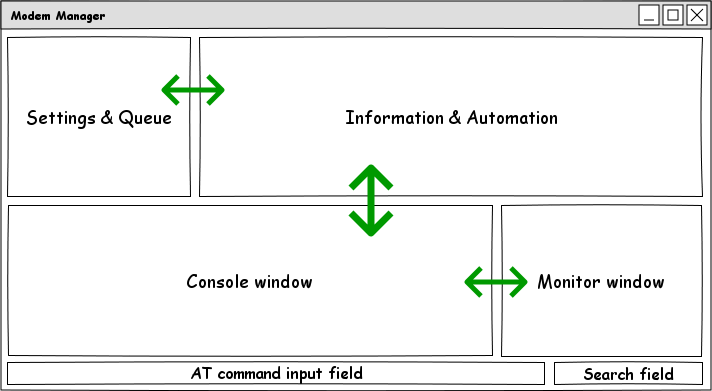 Modem Manager
Settings & Queue
Information & Automation
Console window
Monitor window
AT command input field
Search field